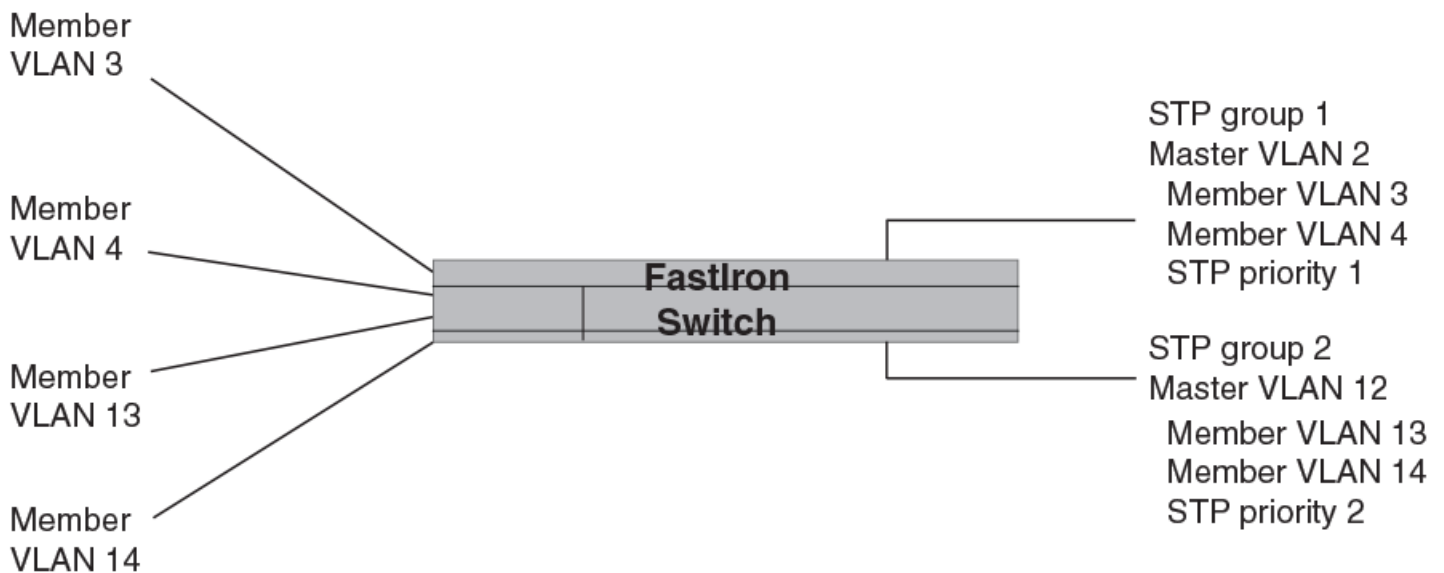 Member
VLAN 3
Member
VLAN 4
Member
VLAN 13
Member
VLAN 14
FastIron
Switch
STP group 1
Master VLAN 2
Member VLAN 3
Member VLAN 4
STP priority 1
STP group 2
Master VLAN 12
Member VLAN 13
Member VLAN 14
STP priority 2